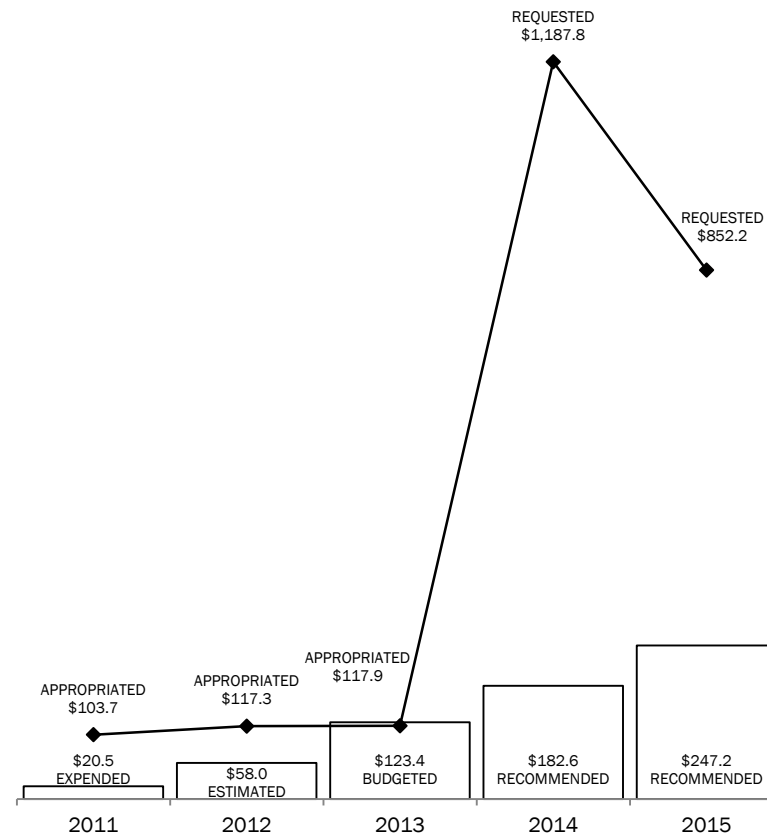 REQUESTED
$1,187.8
REQUESTED
$852.2
APPROPRIATED
$117.9
APPROPRIATED
$117.3
APPROPRIATED
$103.7
$20.5
EXPENDED
$58.0
ESTIMATED
$123.4
BUDGETED
$182.6
RECOMMENDED
$247.2
RECOMMENDED
2011
2012
2013
2014
2015